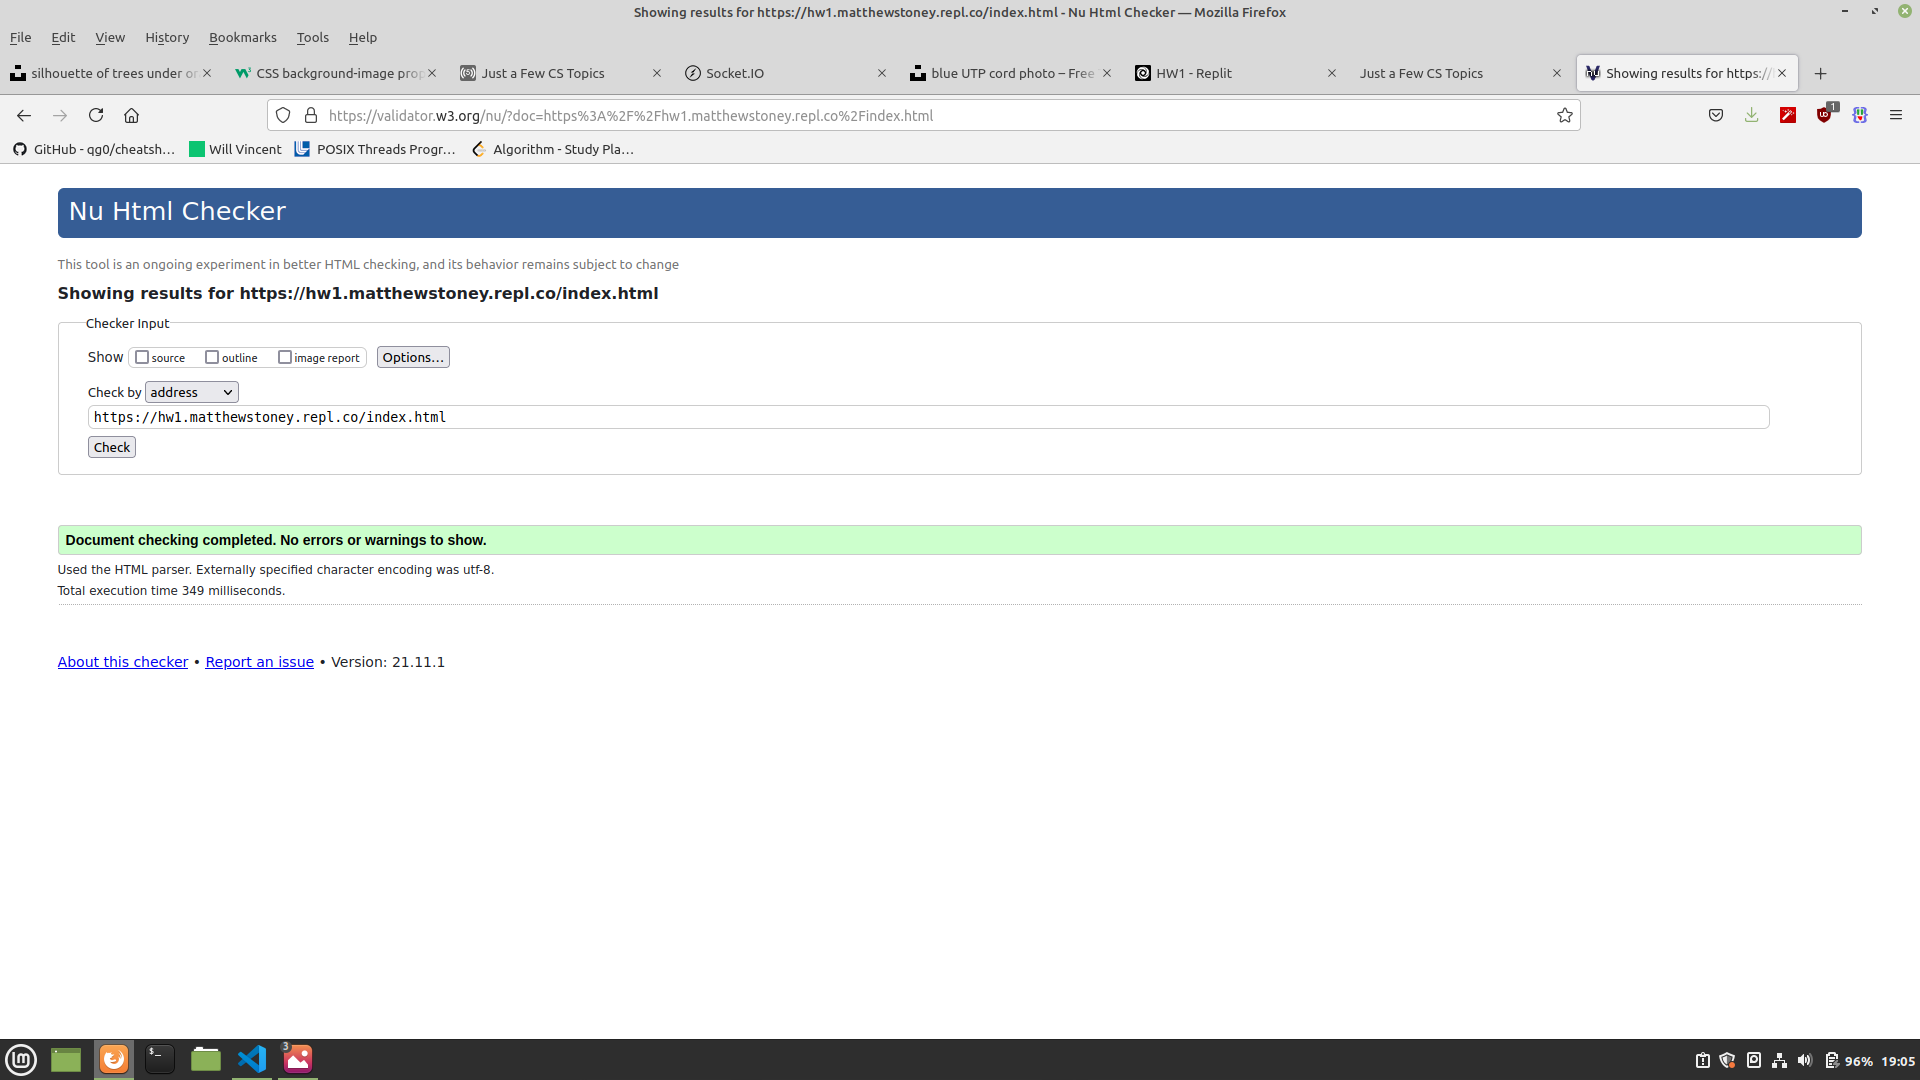 Showing results for https://hw1.matthewstoney.repl.co/index.html - Nu Html Checker — Mozilla Firefox
File Edit View History Bookmarks Tools Help
silhouette of trees under or CSS background-image prop Just a Few CS Topics Socket.IO blue UTP cord photo – Free HW1 - Replit Just a Few CS Topics Showing results for https://
https://validator.w3.org/nu/?doc=https%3A%2F%2Fhw1.matthewstoney.repl.co%2Findex.html 1
GitHub - qg0/cheatsh… Will Vincent POSIX Threads Progr… Algorithm - Study Pla…
Nu Html Checker
This tool is an ongoing experiment in better HTML checking, and its behavior remains subject to change
Showing results for https://hw1.matthewstoney.repl.co/index.html
Checker Input
Show source outline image report Options…
Check by address
https://hw1.matthewstoney.repl.co/index.html
Check
Document checking completed. No errors or warnings to show.
Used the HTML parser. Externally specified character encoding was utf-8.
Total execution time 349 milliseconds.
About this checker • Report an issue • Version: 21.11.1
3
96% 19:05